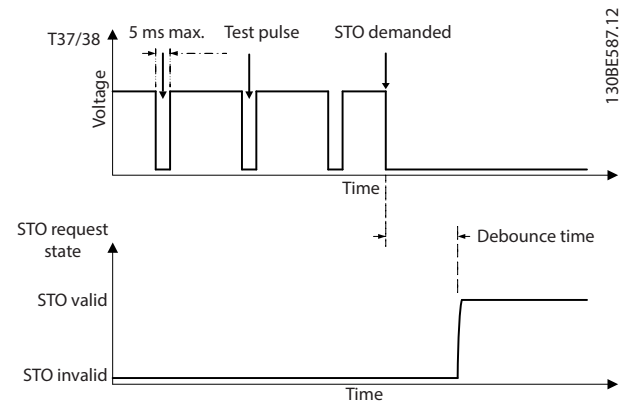 T37/38
5 ms max.
Test pulse
STO demanded
130BE587.12
Voltage
Time
STO request
state
Debounce time
STO valid
STO invalid
Time